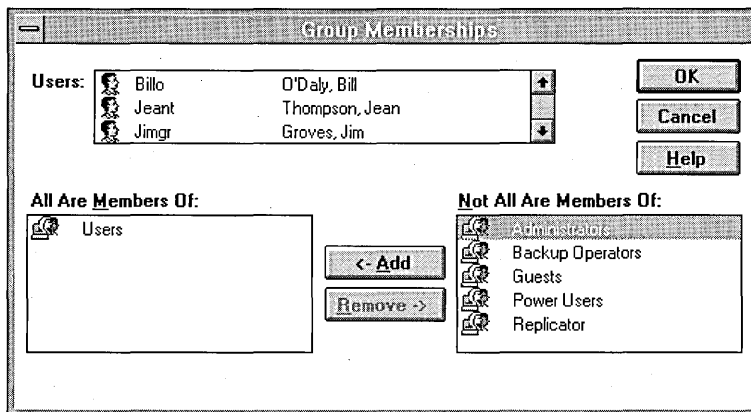 Group Memberships
Users:
Billo O'Daly, Bill
Jeant Thompson, Jean
Jimgr Groves, Jim
OK
Cancel
Help
All Are Members Of:
Users
<- Add
Remove ->
Not All Are Members Of:
Administrators
Backup Operators
Guests
Power Users
Replicator